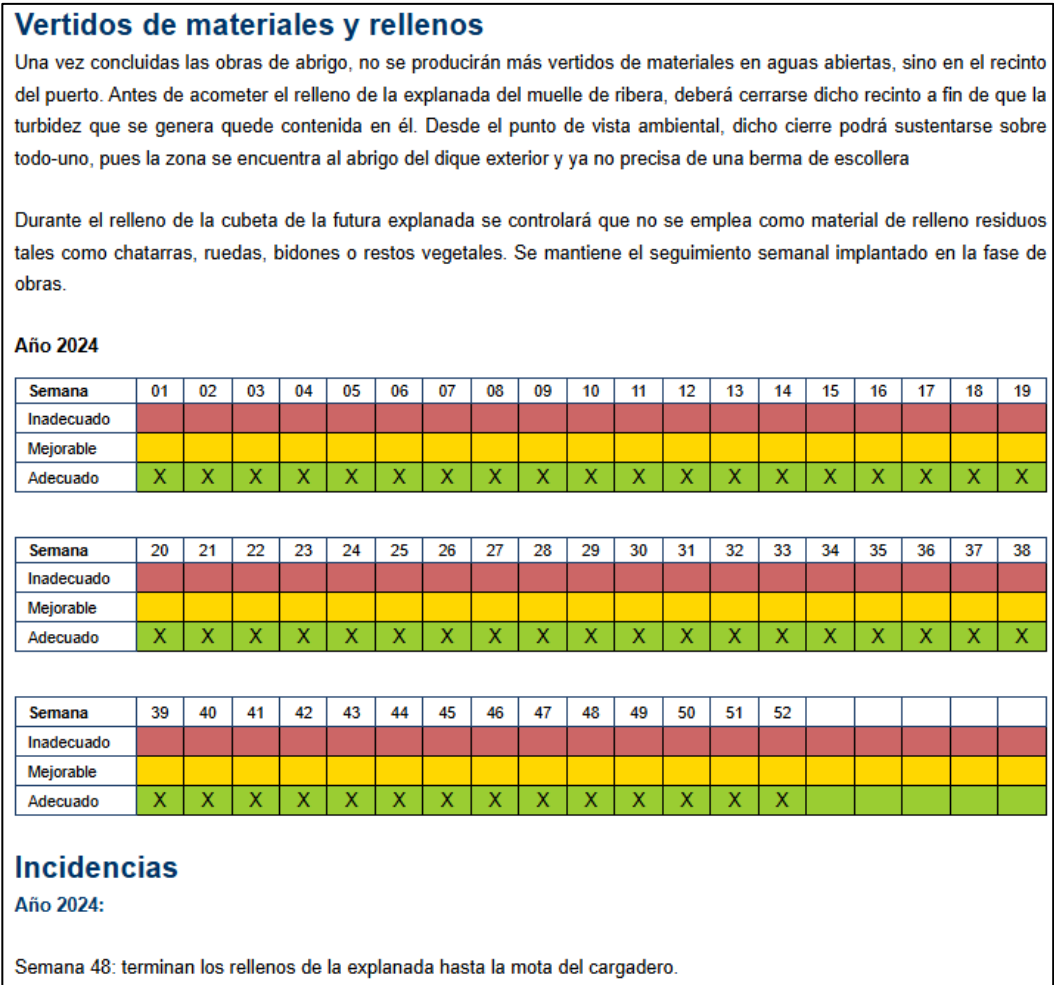 Vertidos de materiales y rellenos
Una vez concluidas las obras de abrigo, no se producirán más vertidos de materiales en aguas abiertas, sino en el recinto
del puerto. Antes de acometer el relleno de la explanada del muelle de ribera, deberá cerrarse dicho recinto a fin de que la
turbidez que se genera quede contenida en él. Desde el punto de vista ambiental, dicho cierre podrá sustentarse sobre
todo-uno, pues la zona se encuentra al abrigo del dique exterior y ya no precisa de una berma de escollera
Durante el relleno de la cubeta de la futura explanada se controlará que no se emplea como material de relleno residuos
tales como chatarras, ruedas, bidones o restos vegetales. Se mantiene el seguimiento semanal implantado en la fase de
obras.
Año 2024
Semana 01 02 03 04 05 06 07 08 09 10 11 12 13 14 15 16 17 18 19
Inadecuado
Mejorable
Adecuado X X X X X X X X X X X X X X X X X X X
Semana 20 21 22 23 24 25 26 27 28 29 30 31 32 33 34 35 36 37 38
Inadecuado
Mejorable
Adecuado X X X X X X X X X X X X X X X X X X X
Semana 39 40 41 42 43 44 45 46 47 48 49 50 51 52
Inadecuado
Mejorable
Adecuado X X X X X X X X X X X X X X
Incidencias
Año 2024:
Semana 48: terminan los rellenos de la explanada hasta la mota del cargadero.